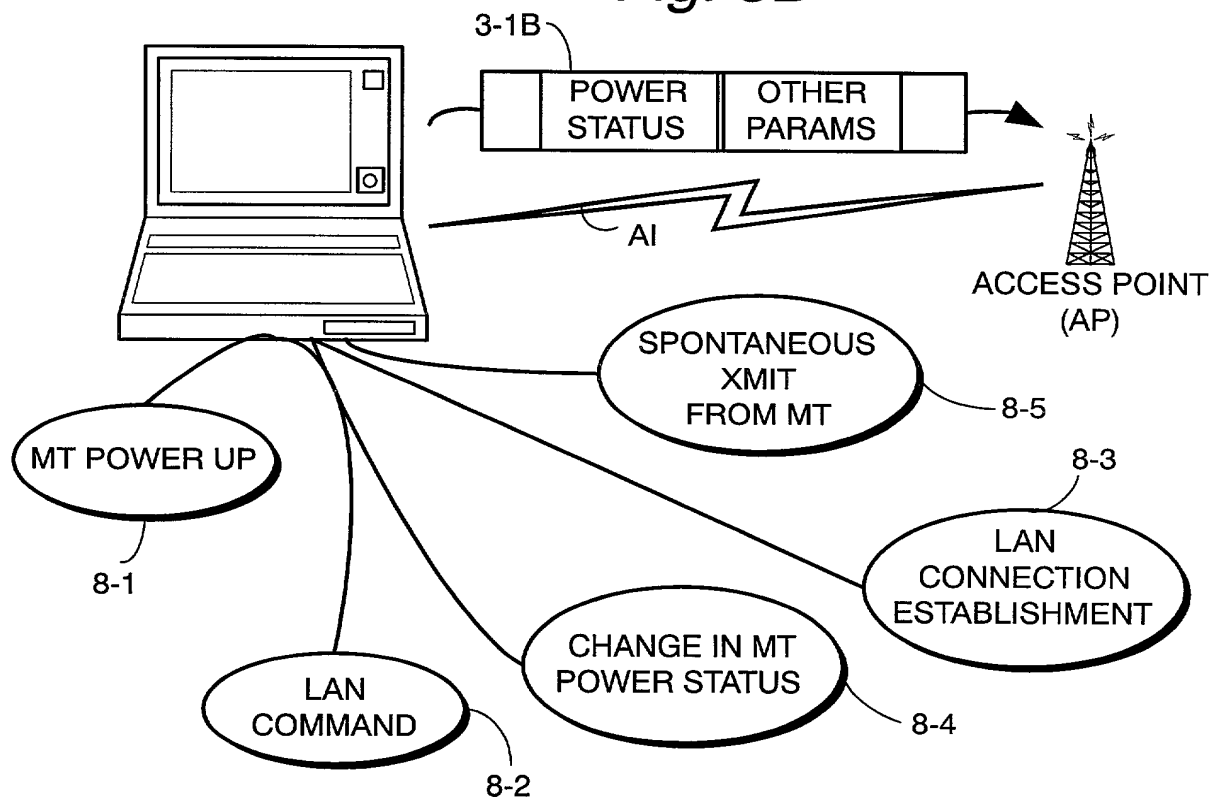 3-1B
POWER
STATUS
OTHER
PARAMS
AI
ACCESS POINT
(AP)
SPONTANEOUS
XMIT
FROM MT
8-5
MT POWER UP
8-1
8-3
LAN
CONNECTION
ESTABLISHMENT
CHANGE IN MT
POWER STATUS
8-4
LAN
COMMAND
8-2